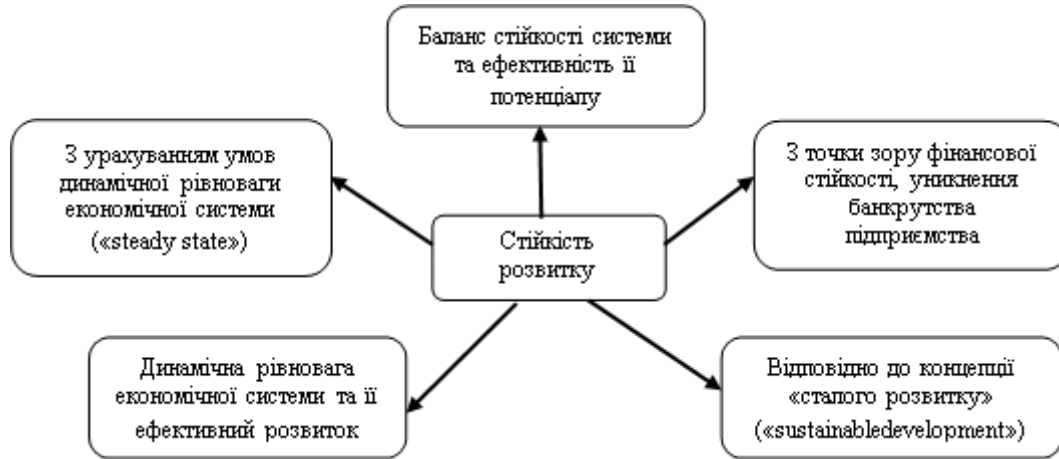 Баланс стійкості системи
та ефективність її
потенціалу
З урахуванням умов
динамічної рівноваги
економічної системи
(«steady state»)
З точки зору фінансової
стійкості, уникнення
банкрутства
підприємства
Стійкість
розвитку
Динамічна рівновага
економічної системи та її
ефективний розвиток
Відповідно до концепції
«сталого розвитку»
(«sustainabledevelopment»)